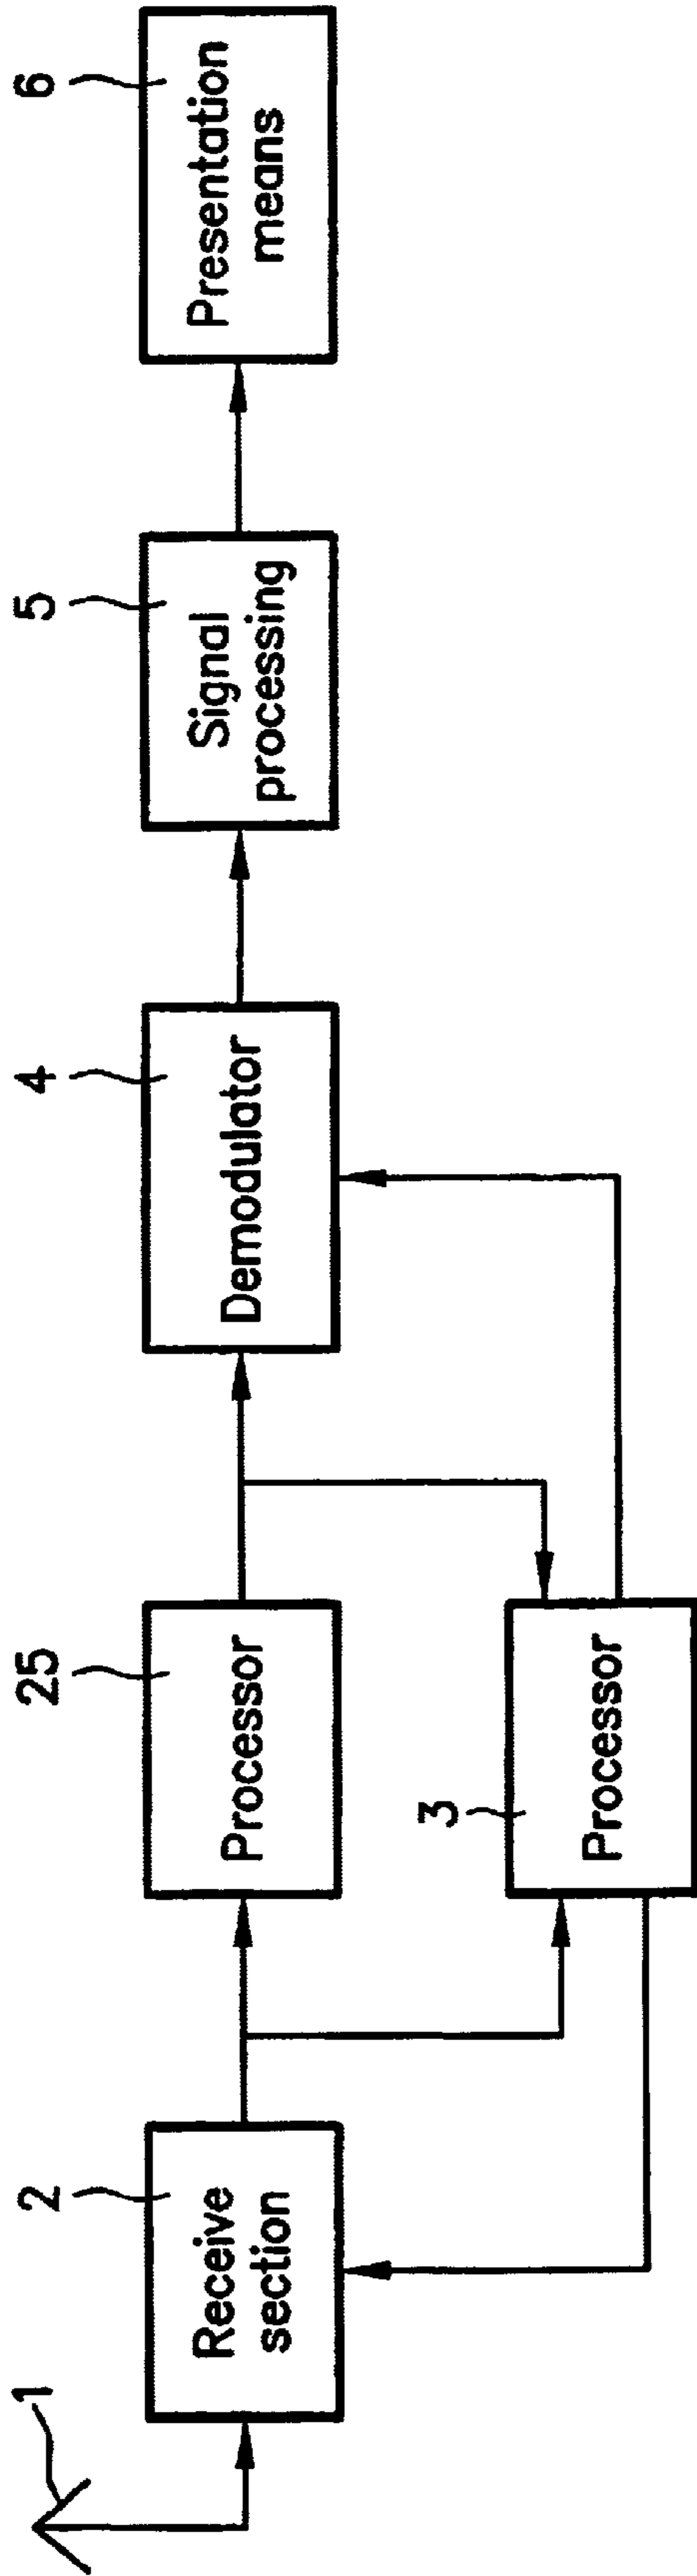 1
2
Receive
section
25
Processor
3
Processor
4
Demodulator
5
Signal
processing
6
Presentation
means